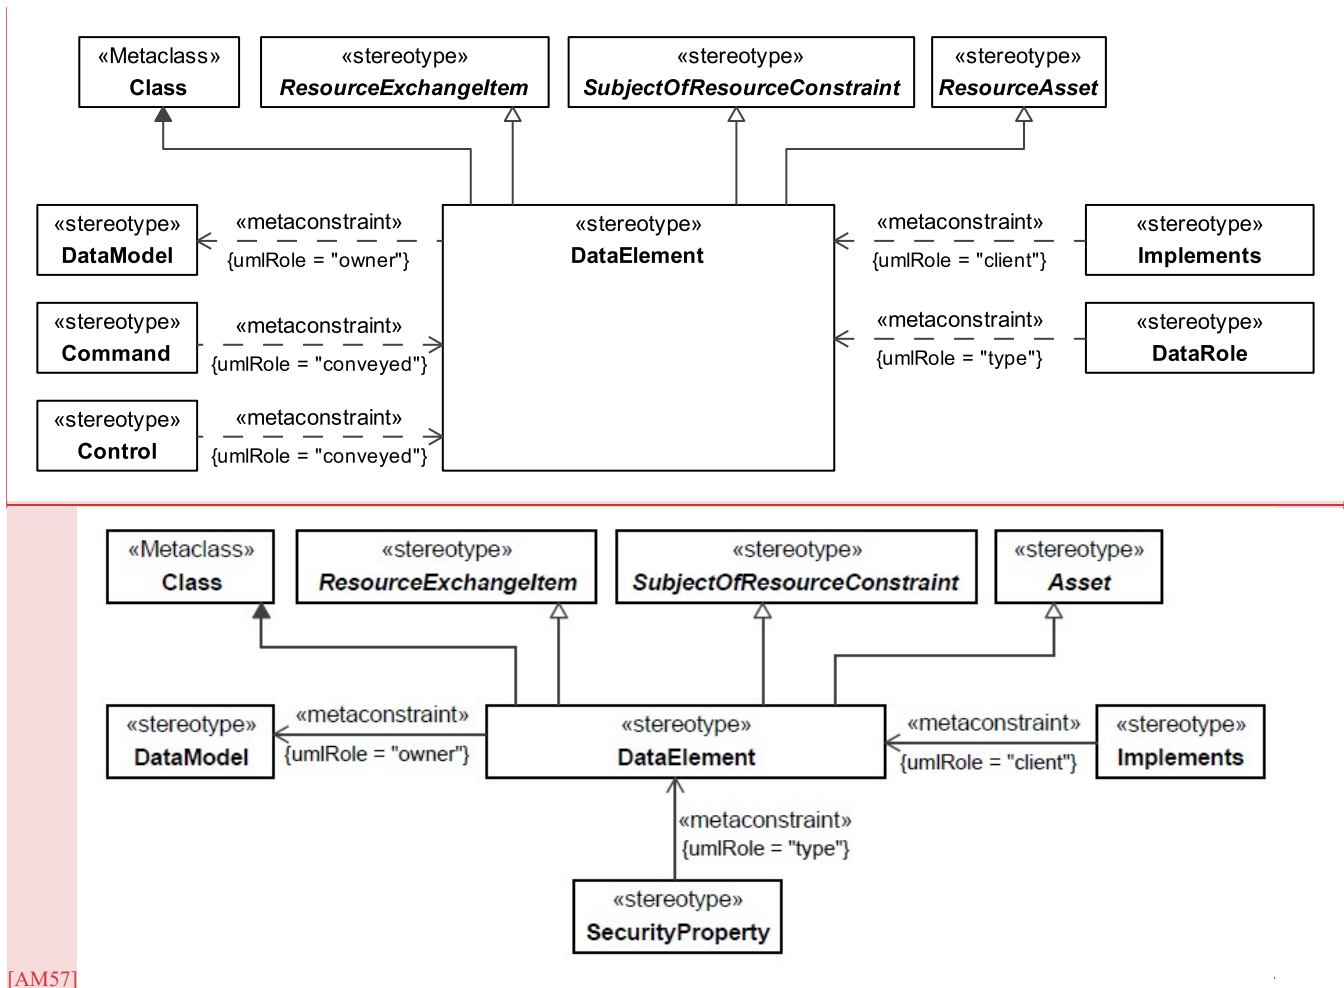 «Metaclass»
Class
«stereotype»
ResourceExchangeItem
«stereotype»
SubjectOfResourceConstraint
«stereotype»
ResourceAsset
«stereotype»
DataModel
«metaconstraint»
{umlRole = "owner"}
«stereotype»
DataElement
«metaconstraint»
{umlRole = "client"}
«stereotype»
Implements
«stereotype»
Command
«metaconstraint»
{umlRole = "conveyed"}
«metaconstraint»
{umlRole = "type"}
«stereotype»
DataRole
«stereotype»
Control
«metaconstraint»
{umlRole = "conveyed"}
«Metaclass»
Class
«stereotype»
ResourceExchangeItem
«stereotype»
SubjectOfResourceConstraint
«stereotype»
Asset
«stereotype»
DataModel
«metaconstraint»
{umlRole = "owner"}
«stereotype»
DataElement
«metaconstraint»
{umlRole = "client"}
«stereotype»
Implements
«metaconstraint»
{umlRole = "type"}
«stereotype»
SecurityProperty
[AM57]